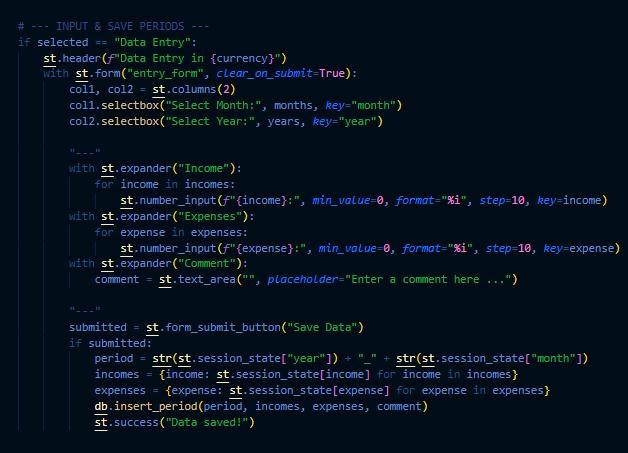 # --- INPUT & SAVE PERIODS ---
if selected == "Data Entry":
    st.header(f"Data Entry in {currency}")
    with st.form("entry_form", clear_on_submit=True):
        col1, col2 = st.columns(2)
        col1.selectbox("Select Month:", months, key="month")
        col2.selectbox("Select Year:", years, key="year")

        "---"
        with st.expander("Income"):
            for income in incomes:
                st.number_input(f"{income}:", min_value=0, format="%i", step=10, key=income)
        with st.expander("Expenses"):
            for expense in expenses:
                st.number_input(f"{expense}:", min_value=0, format="%i", step=10, key=expense)
        with st.expander("Comment"):
            comment = st.text_area("", placeholder="Enter a comment here ...")

        "---"
        submitted = st.form_submit_button("Save Data")
        if submitted:
            period = str(st.session_state["year"]) + "_" + str(st.session_state["month"])
            incomes = {income: st.session_state[income] for income in incomes}
            expenses = {expense: st.session_state[expense] for expense in expenses}
            db.insert_period(period, incomes, expenses, comment)
            st.success("Data saved!")